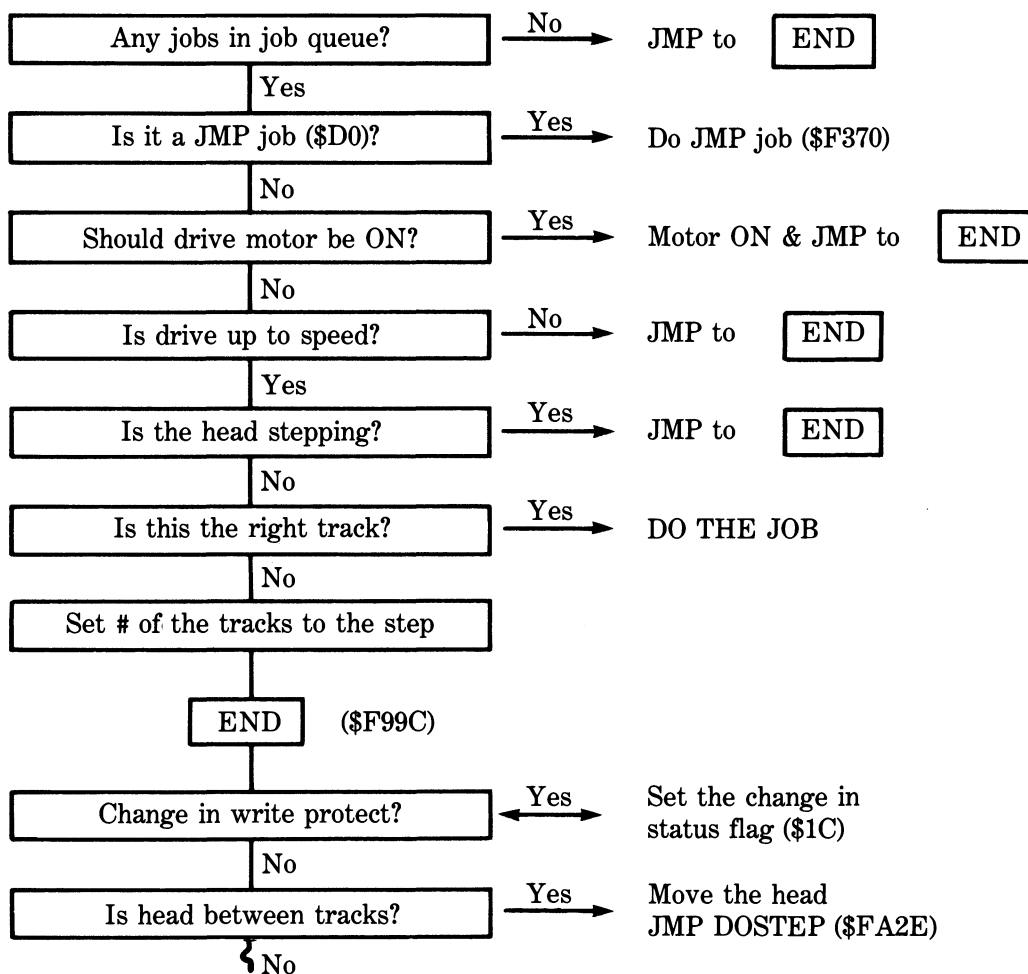 Any jobs in job queue?
No
JMP to
END
Yes
Is it a JMP job ($D0)?
Yes
Do JMP job ($F370)
No
Should drive motor be ON?
Yes
Motor ON & JMP to
END
No
Is drive up to speed?
No
JMP to
END
Yes
Is the head stepping?
Yes
JMP to
END
No
Is this the right track?
Yes
DO THE JOB
No
Set # of the tracks to the step
END
($F99C)
Change in write protect?
Yes
Set the change in
status flag ($1C)
No
Is head between tracks?
Yes
Move the head
JMP DOSTEP ($FA2E)
No